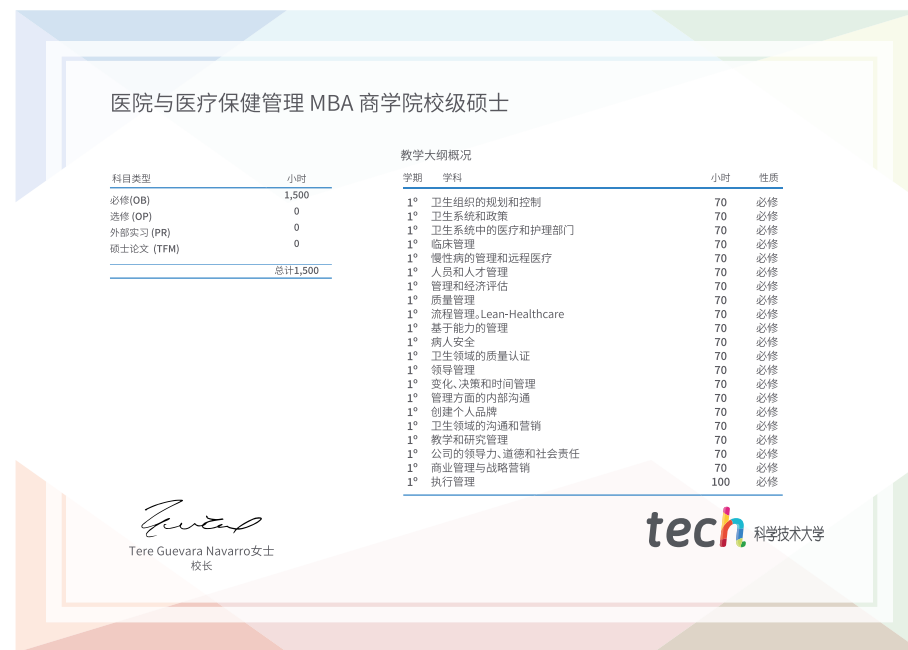 医院与医疗保健管理 MBA 商学院校级硕士
科目类型 小时
必修(OB) 1,500
选修 (OP) 0
外部实习 (PR) 0
硕士论文 (TFM) 0
总计1,500
教学大纲概况
学期 学科 小时 性质
1º 卫生组织的规划和控制 70 必修
1º 卫生系统和政策 70 必修
1º 卫生系统中的医疗和护理部门 70 必修
1º 临床管理 70 必修
1º 慢性病的管理和远程医疗 70 必修
1º 人员和人才管理 70 必修
1º 管理和经济评估 70 必修
1º 质量管理 70 必修
1º 流程管理。Lean-Healthcare 70 必修
1º 基于能力的管理 70 必修
1º 病人安全 70 必修
1º 卫生领域的质量认证 70 必修
1º 领导管理 70 必修
1º 变化、决策和时间管理 70 必修
1º 管理方面的内部沟通 70 必修
1º 创建个人品牌 70 必修
1º 卫生领域的沟通和营销 70 必修
1º 教学和研究管理 70 必修
1º 公司的领导力、道德和社会责任 70 必修
1º 商业管理与战略营销 70 必修
1º 执行管理 100 必修
Tere Guevara Navarro女士
校长
tech 科学技术大学